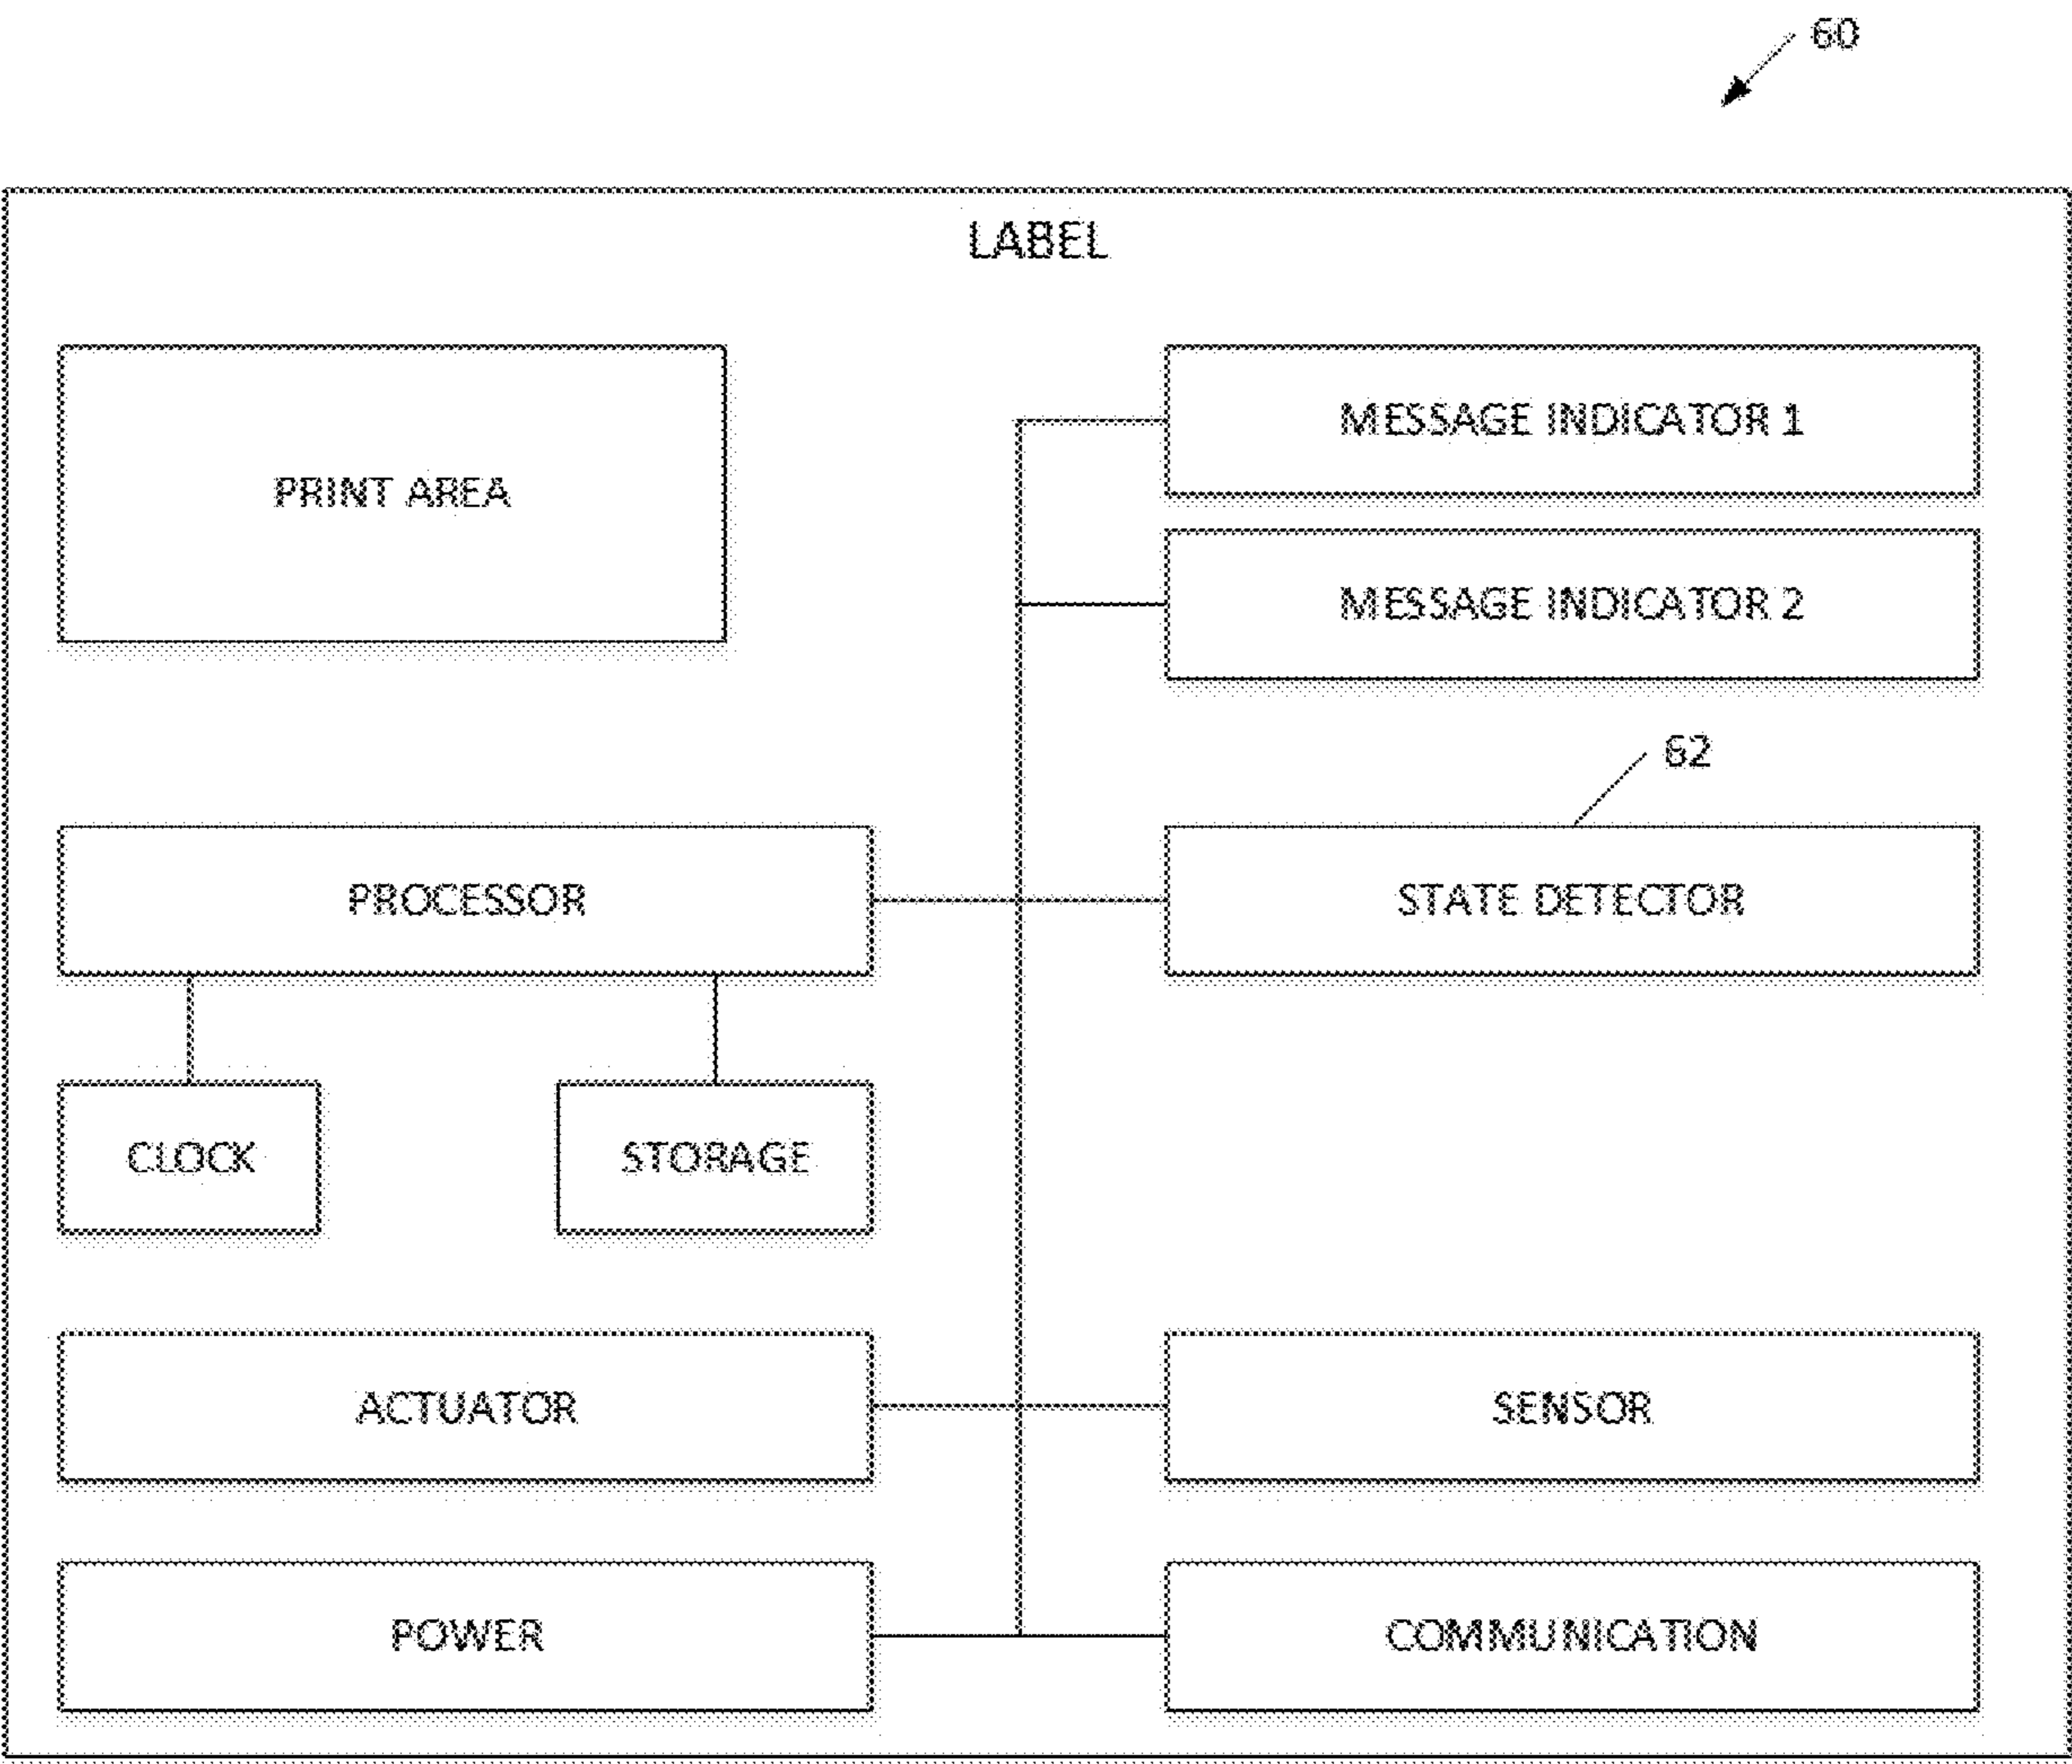 60
LABEL
PRINT AREA
MESSAGE INDICATOR 1
MESSAGE INDICATOR 2
62
PROCESSOR
STATE DETECTOR
CLOCK
STORAGE
ACTUATOR
SENSOR
POWER
COMMUNICATION